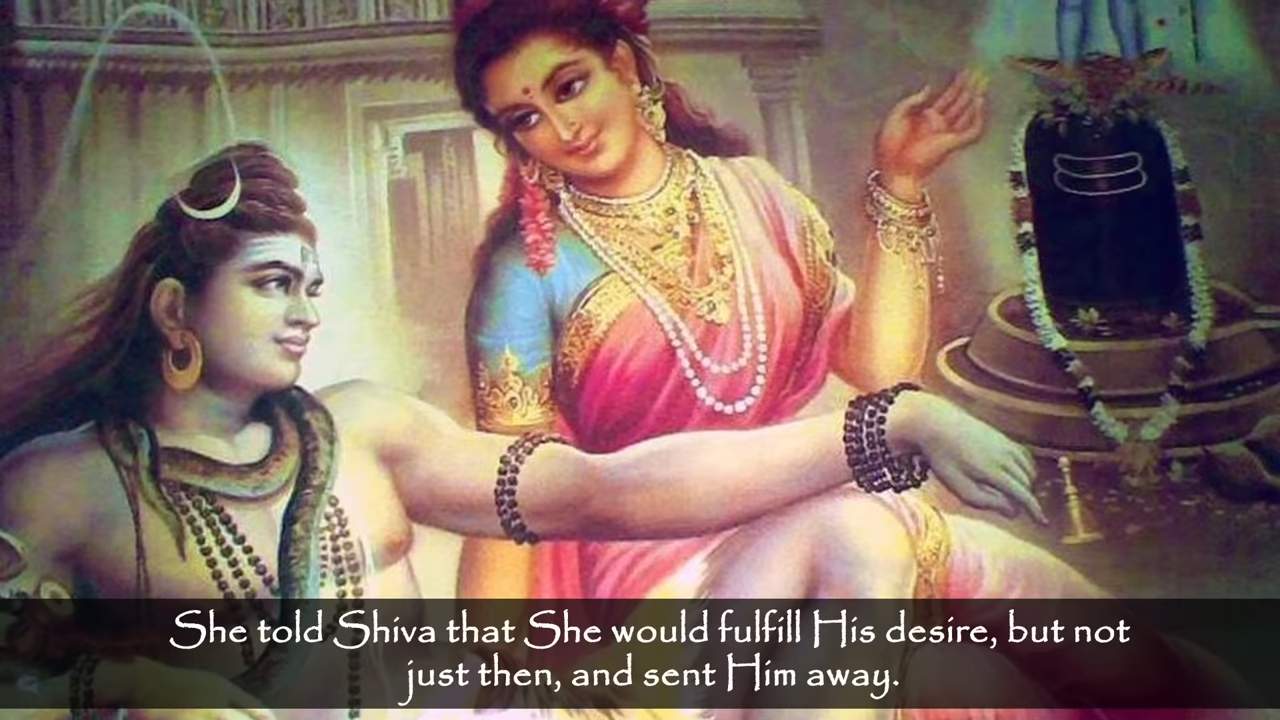 She told Shiva that She would fulfill His desire, but not
just then, and sent Him away.